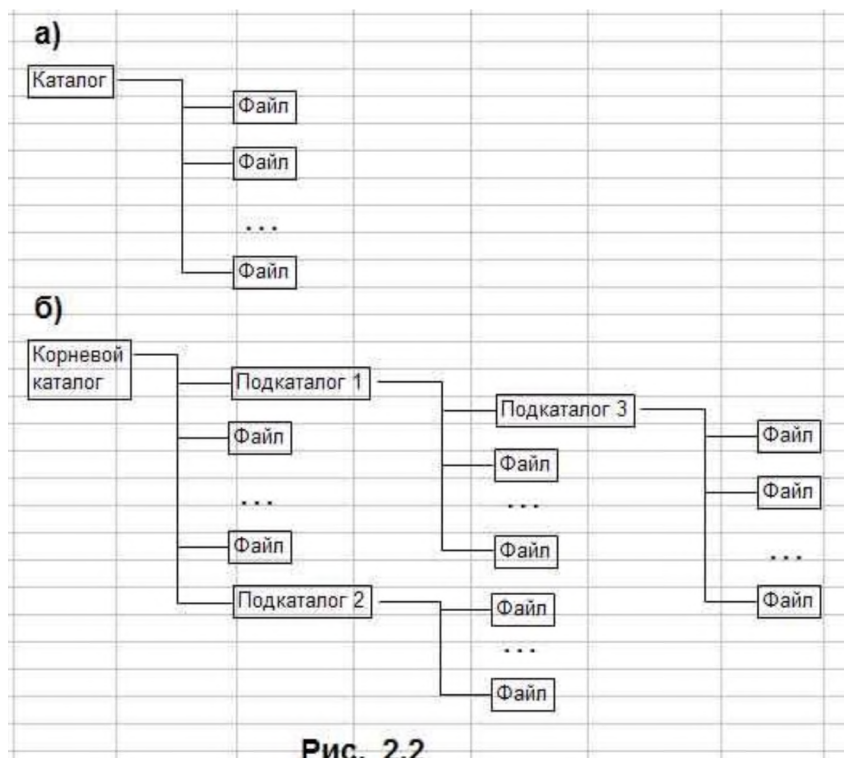 а)
Каталог
Файл
Файл
...
Файл
б)
Корневой
каталог
Подкаталог 1
Файл
...
Файл
Подкаталог 2
Подкаталог 3
Файл
...
Файл
Файл
...
Файл
Файл
Файл
...
Файл
Рис. 2.2